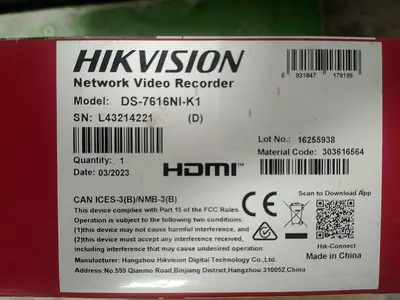 HIKVISION
Network Video Recorder
Model: DS-7616NI-K1
SN: L43214221 (D)
6 931847 179199
Lot No.: 16255938
Material Code: 303616564
Quantity: 1
Date: 03/2023
HDMI
CAN ICES-3(B)/NMB-3(B)
This device complies with Part 15 of the FCC Rules.
Operation is subject to the following two conditions:
(1)this device may not cause harmful interference, and
(2)this device must accept any interference received,
including interference that may cause undesired operation.
CE
Scan to Download App
Hik-Connect
Made in China
Manufacturer: Hangzhou Hikvision Digital Technology Co.,Ltd.
Address: No.555 Qianmo Road,Binjiang District,Hangzhou 310052,China